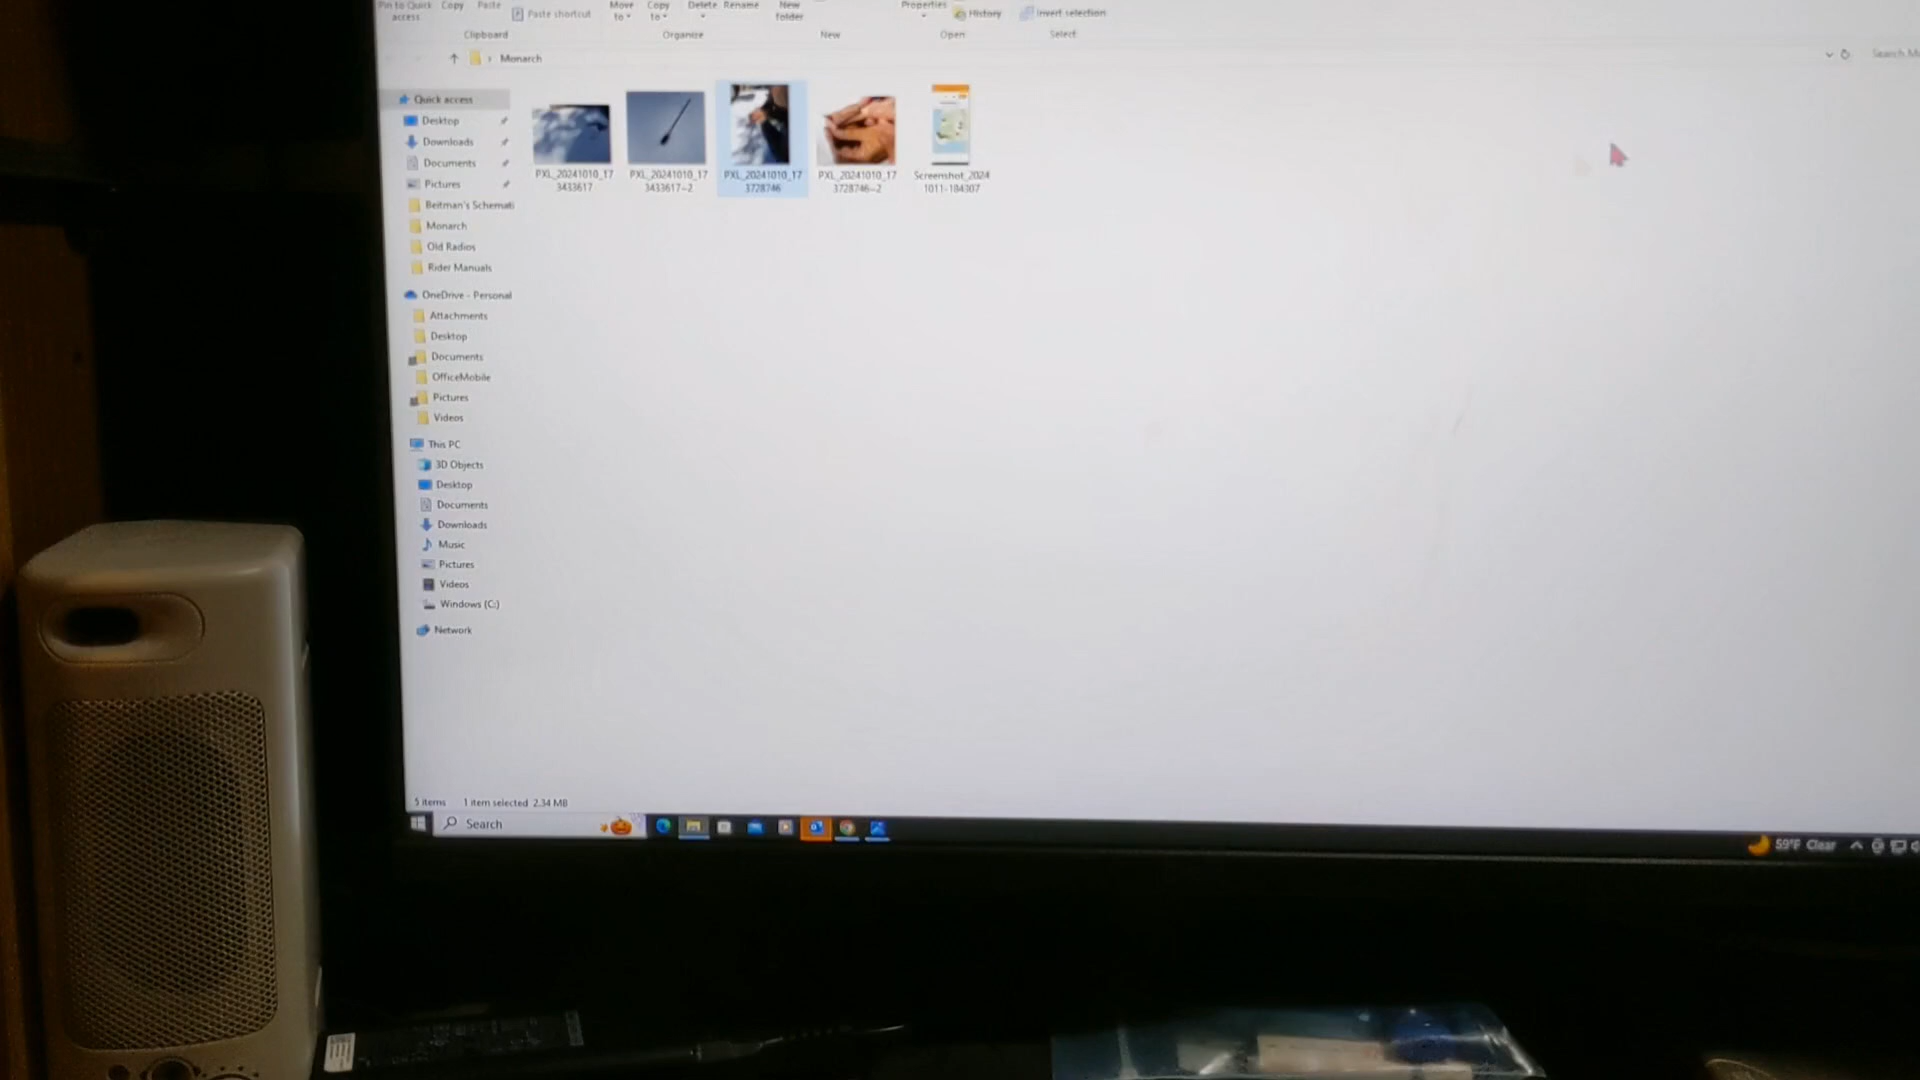 Pin to Quick access
Copy
Paste
Paste shortcut
Move to
Copy to
Delete
Rename
New folder
Properties
History
Invert selection
Clipboard
Organize
New
Open
Select
Monarch
Quick access
Desktop
Downloads
Documents
Pictures
Beitman's Schemati
Monarch
Old Radios
Rider Manuals
OneDrive - Personal
Attachments
Desktop
Documents
OfficeMobile
Pictures
Videos
This PC
3D Objects
Desktop
Documents
Downloads
Music
Pictures
Videos
Windows (C:)
Network
PXL_20241010_17
3433617
PXL_20241010_17
3433617~2
PXL_20241010_17
3728746
PXL_20241010_17
3728746~2
Screenshot_2024
1011-184307
5 items 1 item selected 2.34 MB
Search
59°F Clear